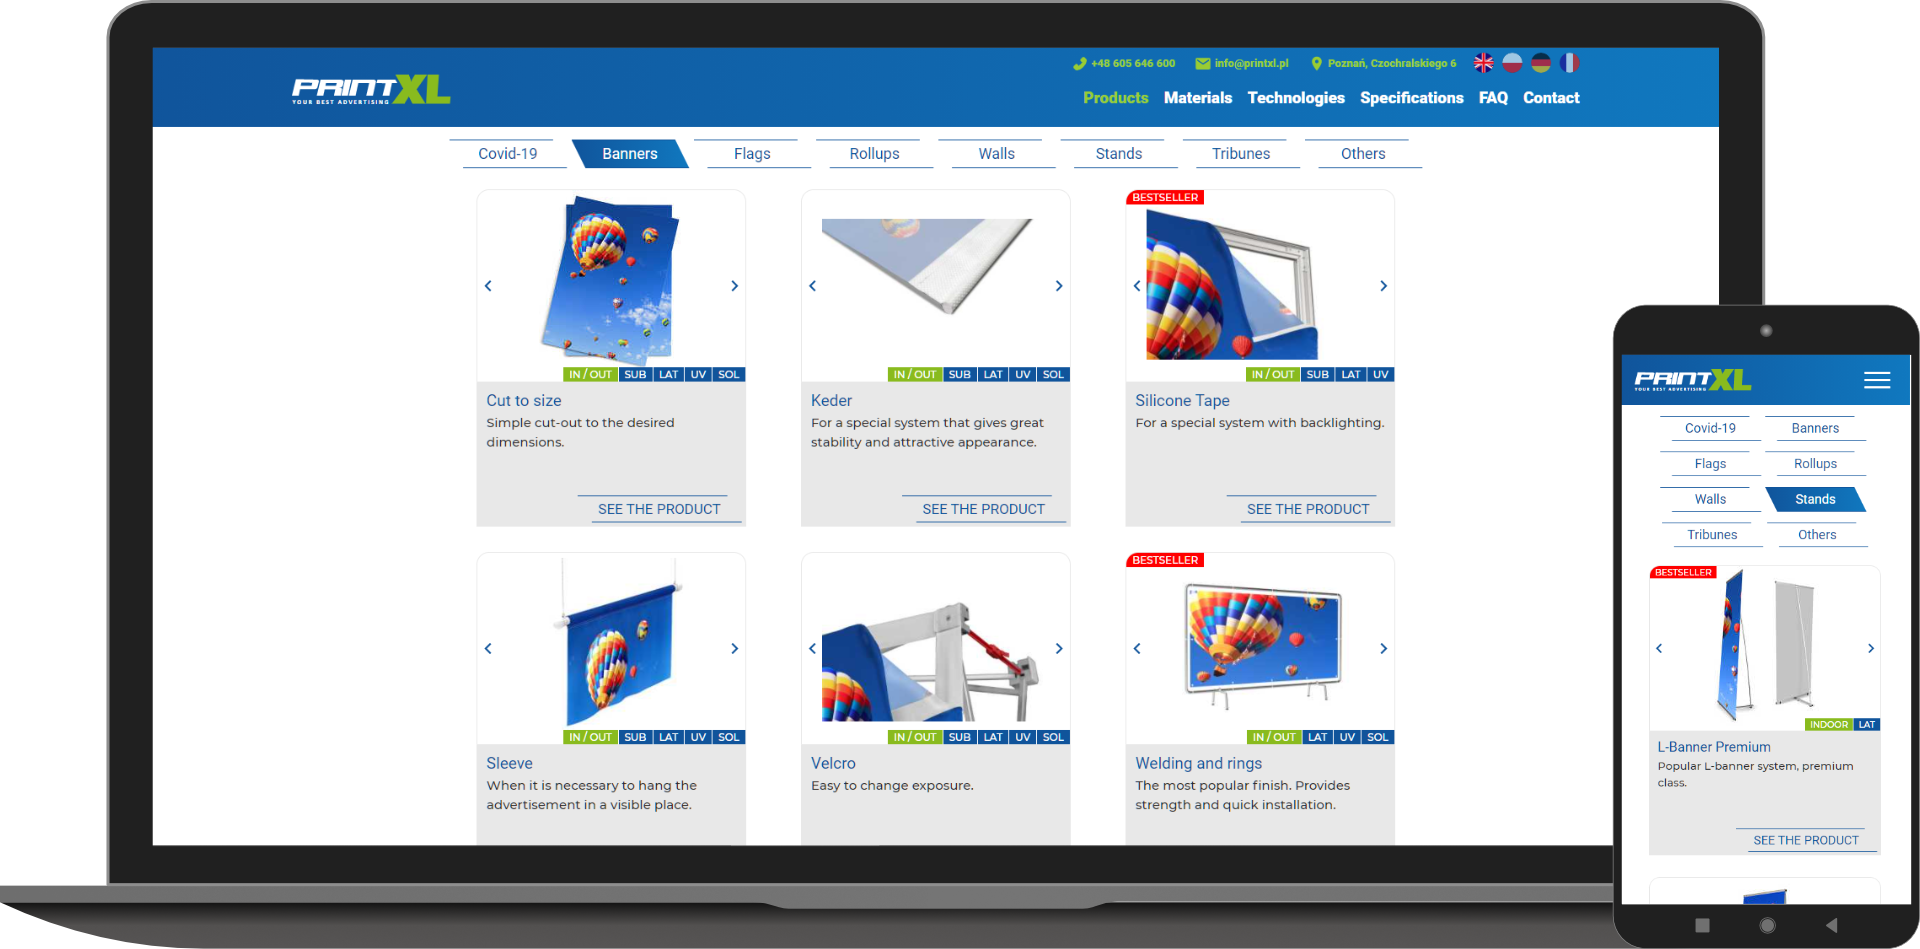 +48 605 646 600 info@printxl.pl Poznań, Czochralskiego 6
PRINTXL
YOUR BEST ADVERTISING
Products Materials Technologies Specifications FAQ Contact
Covid-19 Banners Flags Rollups Walls Stands Tribunes Others
IN / OUT SUB LAT UV SOL
Cut to size
Simple cut-out to the desired
dimensions.
SEE THE PRODUCT
IN / OUT SUB LAT UV SOL
Keder
For a special system that gives great
stability and attractive appearance.
SEE THE PRODUCT
BESTSELLER
IN / OUT SUB LAT UV
Silicone Tape
For a special system with backlighting.
SEE THE PRODUCT
IN / OUT SUB LAT UV SOL
Sleeve
When it is necessary to hang the
advertisement in a visible place.
IN / OUT SUB LAT UV SOL
Velcro
Easy to change exposure.
BESTSELLER
IN / OUT LAT UV SOL
Welding and rings
The most popular finish. Provides
strength and quick installation.
PRINTXL
YOUR BEST ADVERTISING
Covid-19 Banners
Flags Rollups
Walls Stands
Tribunes Others
BESTSELLER
INDOOR LAT
L-Banner Premium
Popular L-banner system, premium
class.
SEE THE PRODUCT